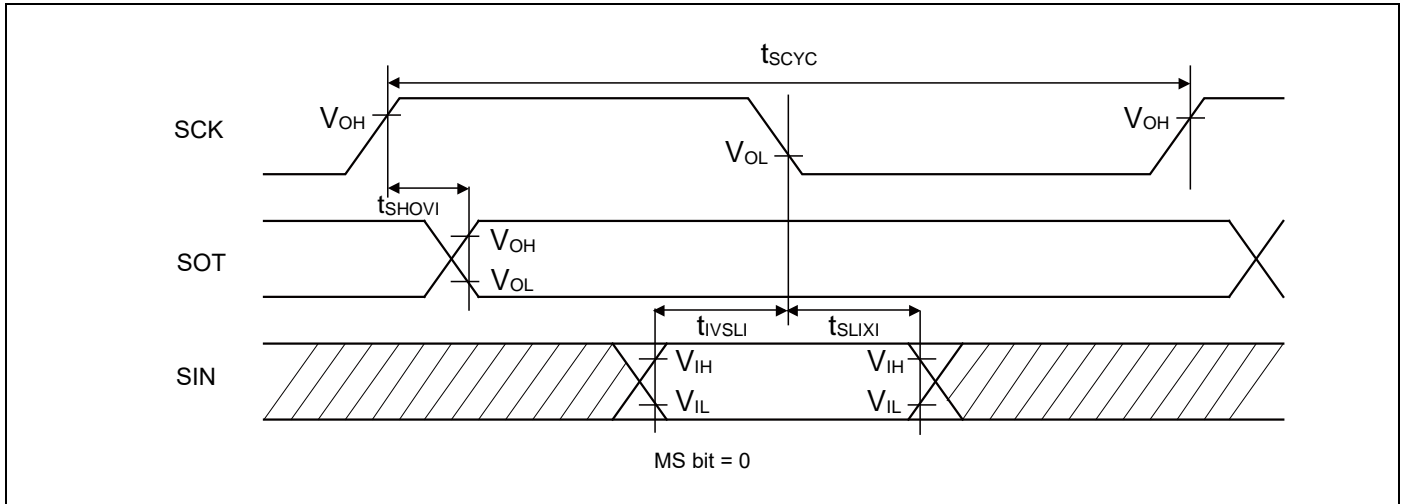 tSCYC
SCK
VOH
VOL
VOH
tSHOVI
SOT
VOH
VOL
tIVSLI
tSLIXI
SIN
VIH
VIH
VIL
VIL
MS bit = 0